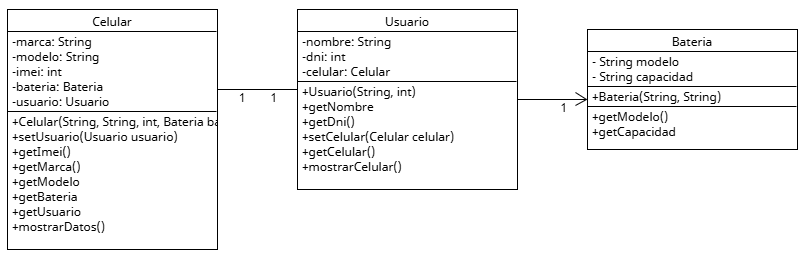 Celular
-marca: String
-modelo: String
-imei: int
-bateria: Bateria
-usuario: Usuario
+Celular(String, String, int, Bateria ba
+setUsuario(Usuario usuario)
+getImei()
+getMarca()
+getModelo
+getBateria
+getUsuario
+mostrarDatos()
1
1
Usuario
-nombre: String
-dni: int
-celular: Celular
+Usuario(String, int)
+getNombre
+getDni()
+setCelular(Celular celular)
+getCelular()
+mostrarCelular()
1
Bateria
- String modelo
- String capacidad
+Bateria(String, String)
+getModelo()
+getCapacidad